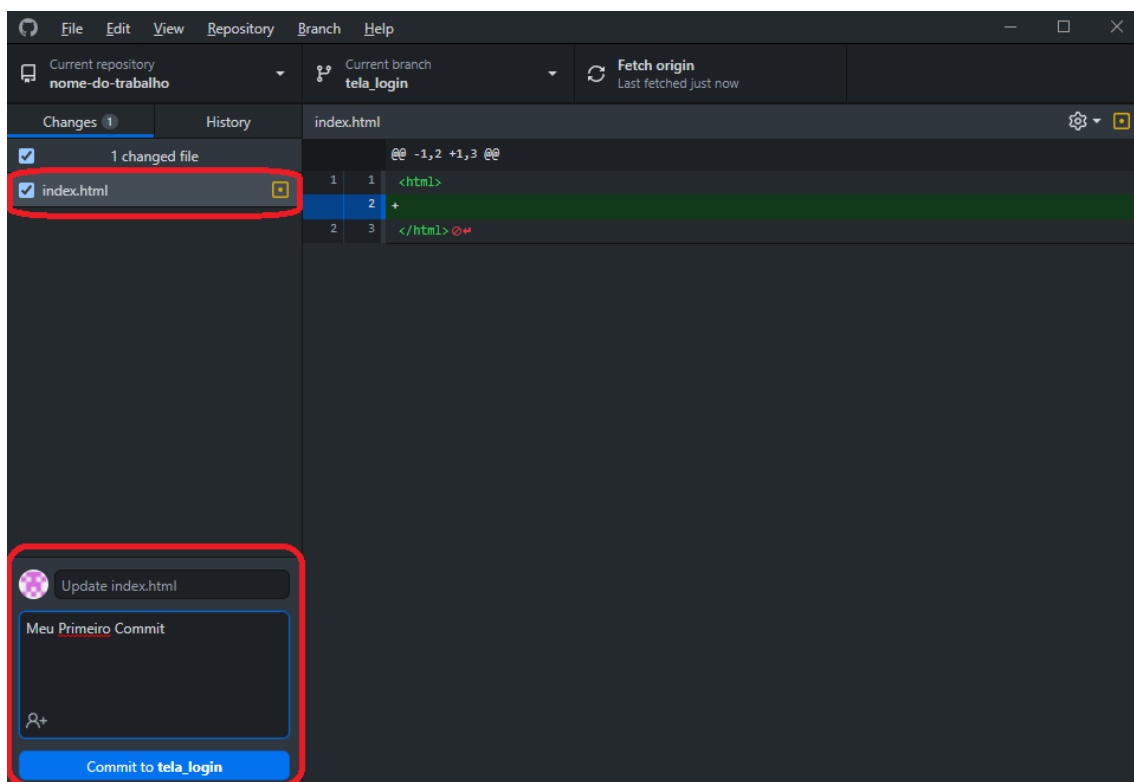 File Edit View Repository Branch Help
Current repository
nome-do-trabalho
Current branch
tela_login
Fetch origin
Last fetched just now
Changes 1 History
index.html
1 changed file
index.html
@@ -1,2 +1,3 @@
1 1 <html>
2 +
2 3 </html>
Update index.html
Meu Primeiro Commit
Commit to tela_login